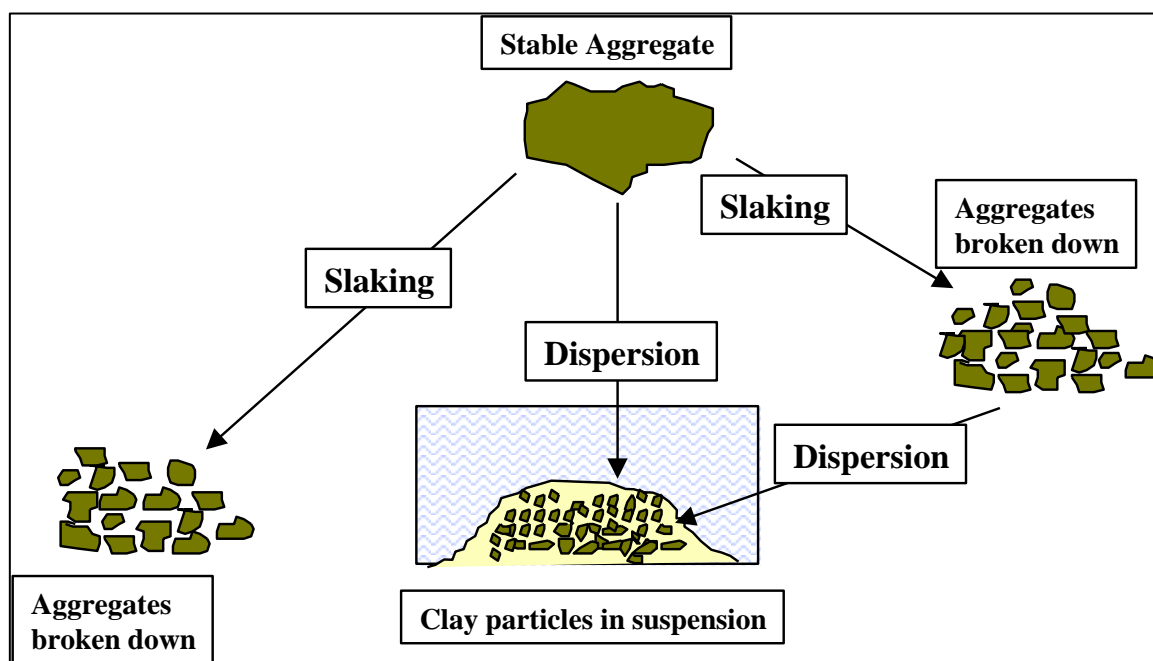 Stable Aggregate
Slaking
Aggregates
broken down
Slaking
Dispersion
Dispersion
Aggregates
broken down
Clay particles in suspension